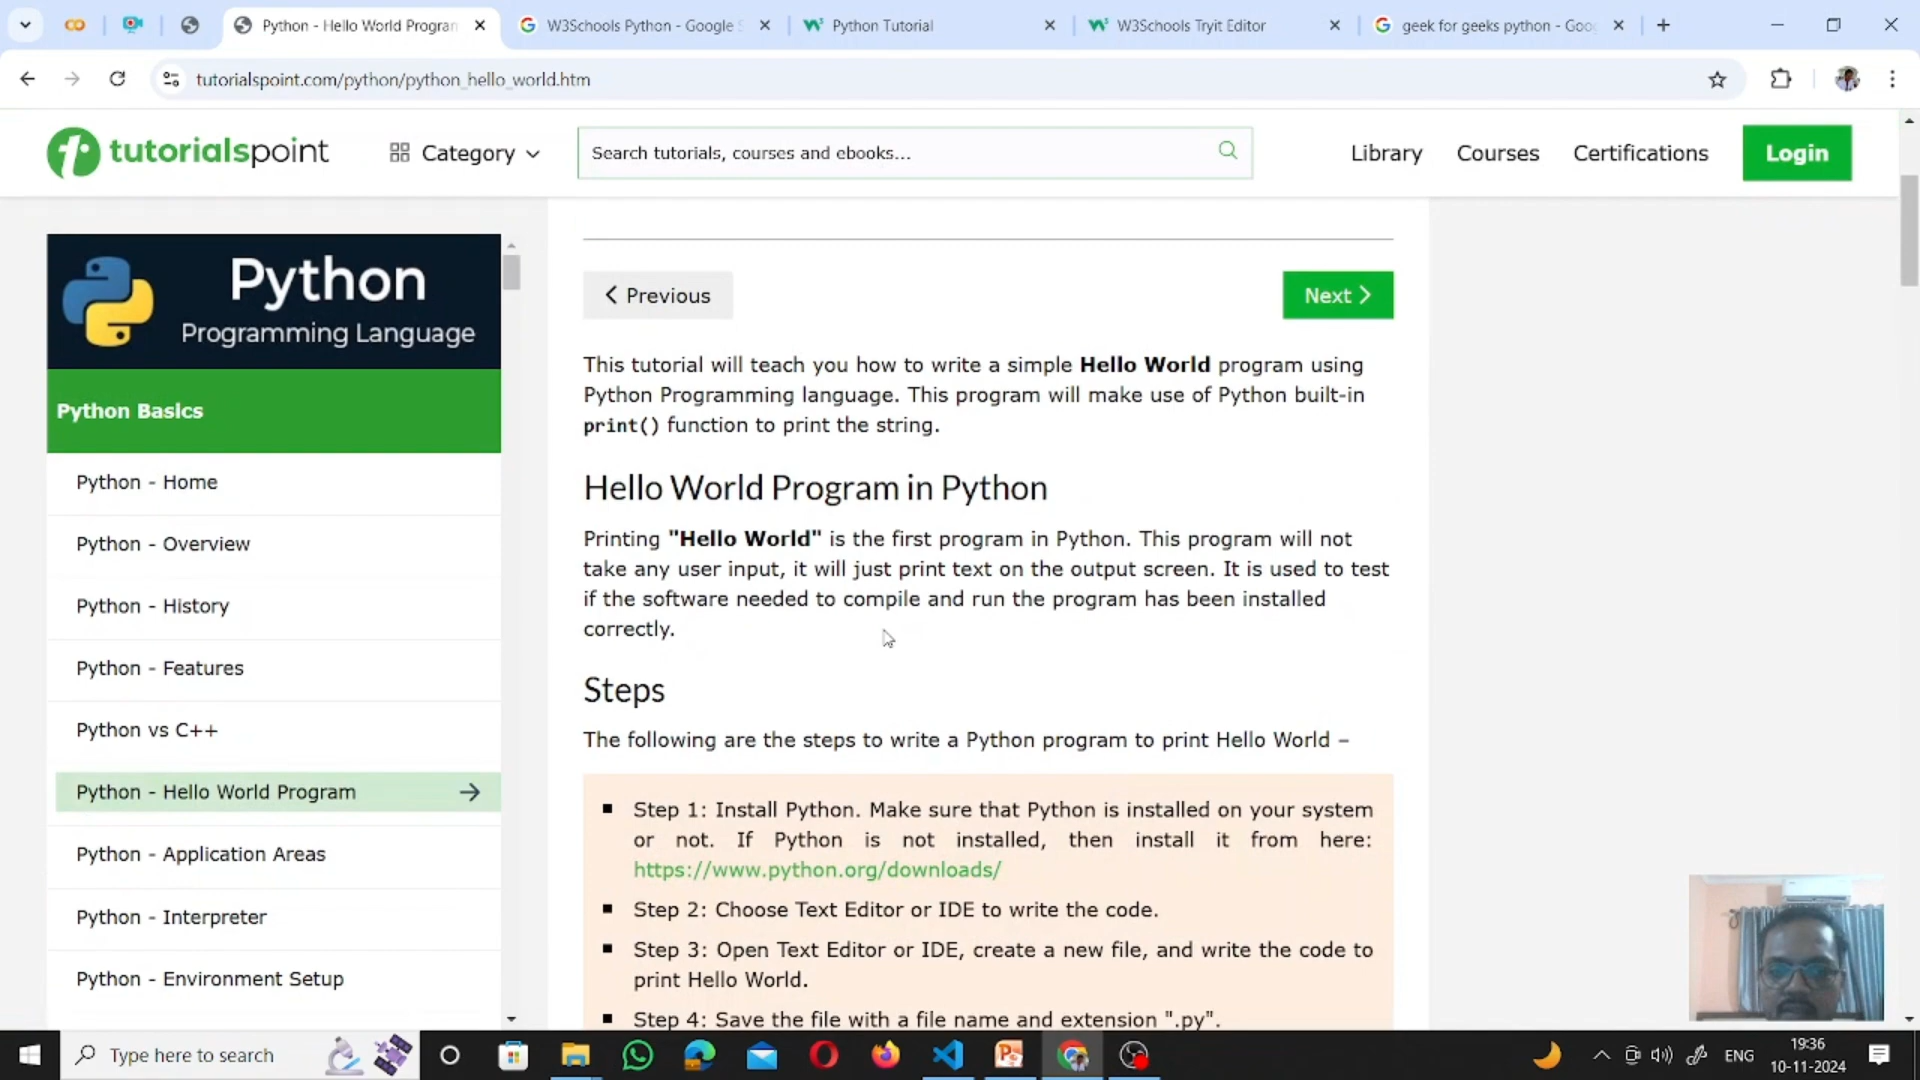 Python - Hello World Progran
W3Schools Python - Google S
Python Tutorial
W3Schools Tryit Editor
geek for geeks python - Goo
tutorialspoint.com/python/python_hello_world.htm
tutorialspoint
Category
Search tutorials, courses and ebooks...
Library
Courses
Certifications
Login
Python
Programming Language
Python Basics
Python - Home
Python - Overview
Python - History
Python - Features
Python vs C++
Python - Hello World Program
Python - Application Areas
Python - Interpreter
Python - Environment Setup
Previous
Next
This tutorial will teach you how to write a simple Hello World program using
Python Programming language. This program will make use of Python built-in
print() function to print the string.
Hello World Program in Python
Printing "Hello World" is the first program in Python. This program will not
take any user input, it will just print text on the output screen. It is used to test
if the software needed to compile and run the program has been installed
correctly.
Steps
The following are the steps to write a Python program to print Hello World –
Step 1: Install Python. Make sure that Python is installed on your system
or not. If Python is not installed, then install it from here:
https://www.python.org/downloads/
Step 2: Choose Text Editor or IDE to write the code.
Step 3: Open Text Editor or IDE, create a new file, and write the code to
print Hello World.
Step 4: Save the file with a file name and extension ".py".
Type here to search
ENG
19:36
10-11-2024